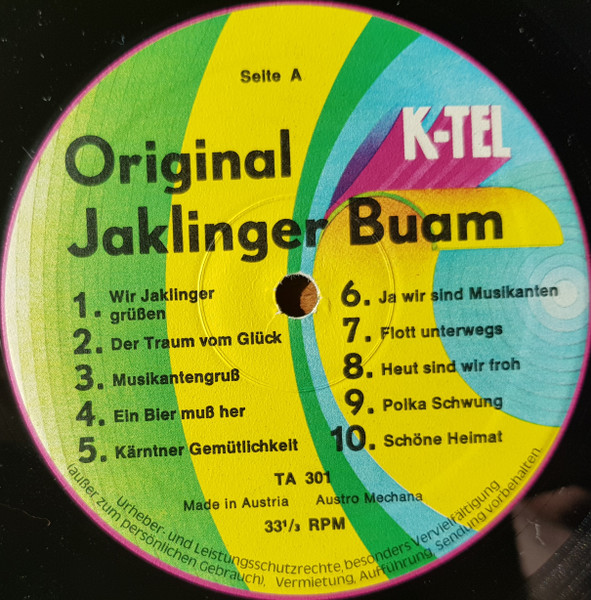 Seite A
K-TEL
Original
Jaklinger Buam
1. Wir Jaklinger
grüßen
2. Der Traum vom Glück
3. Musikantengruß
4. Ein Bier muß her
5. Kärntner Gemütlichkeit
6. Ja wir sind Musikanten
7. Flott unterwegs
8. Heut sind wir froh
9. Polka Schwung
10. Schöne Heimat
TA 301
Made in Austria Austro Mechana
33⅓ RPM
Urheber- und Leistungsschutzrechte, besonders Vervielfältigung
(außer zum persönlichen Gebrauch), Vermietung, Aufführung, Sendung vorbehalten.